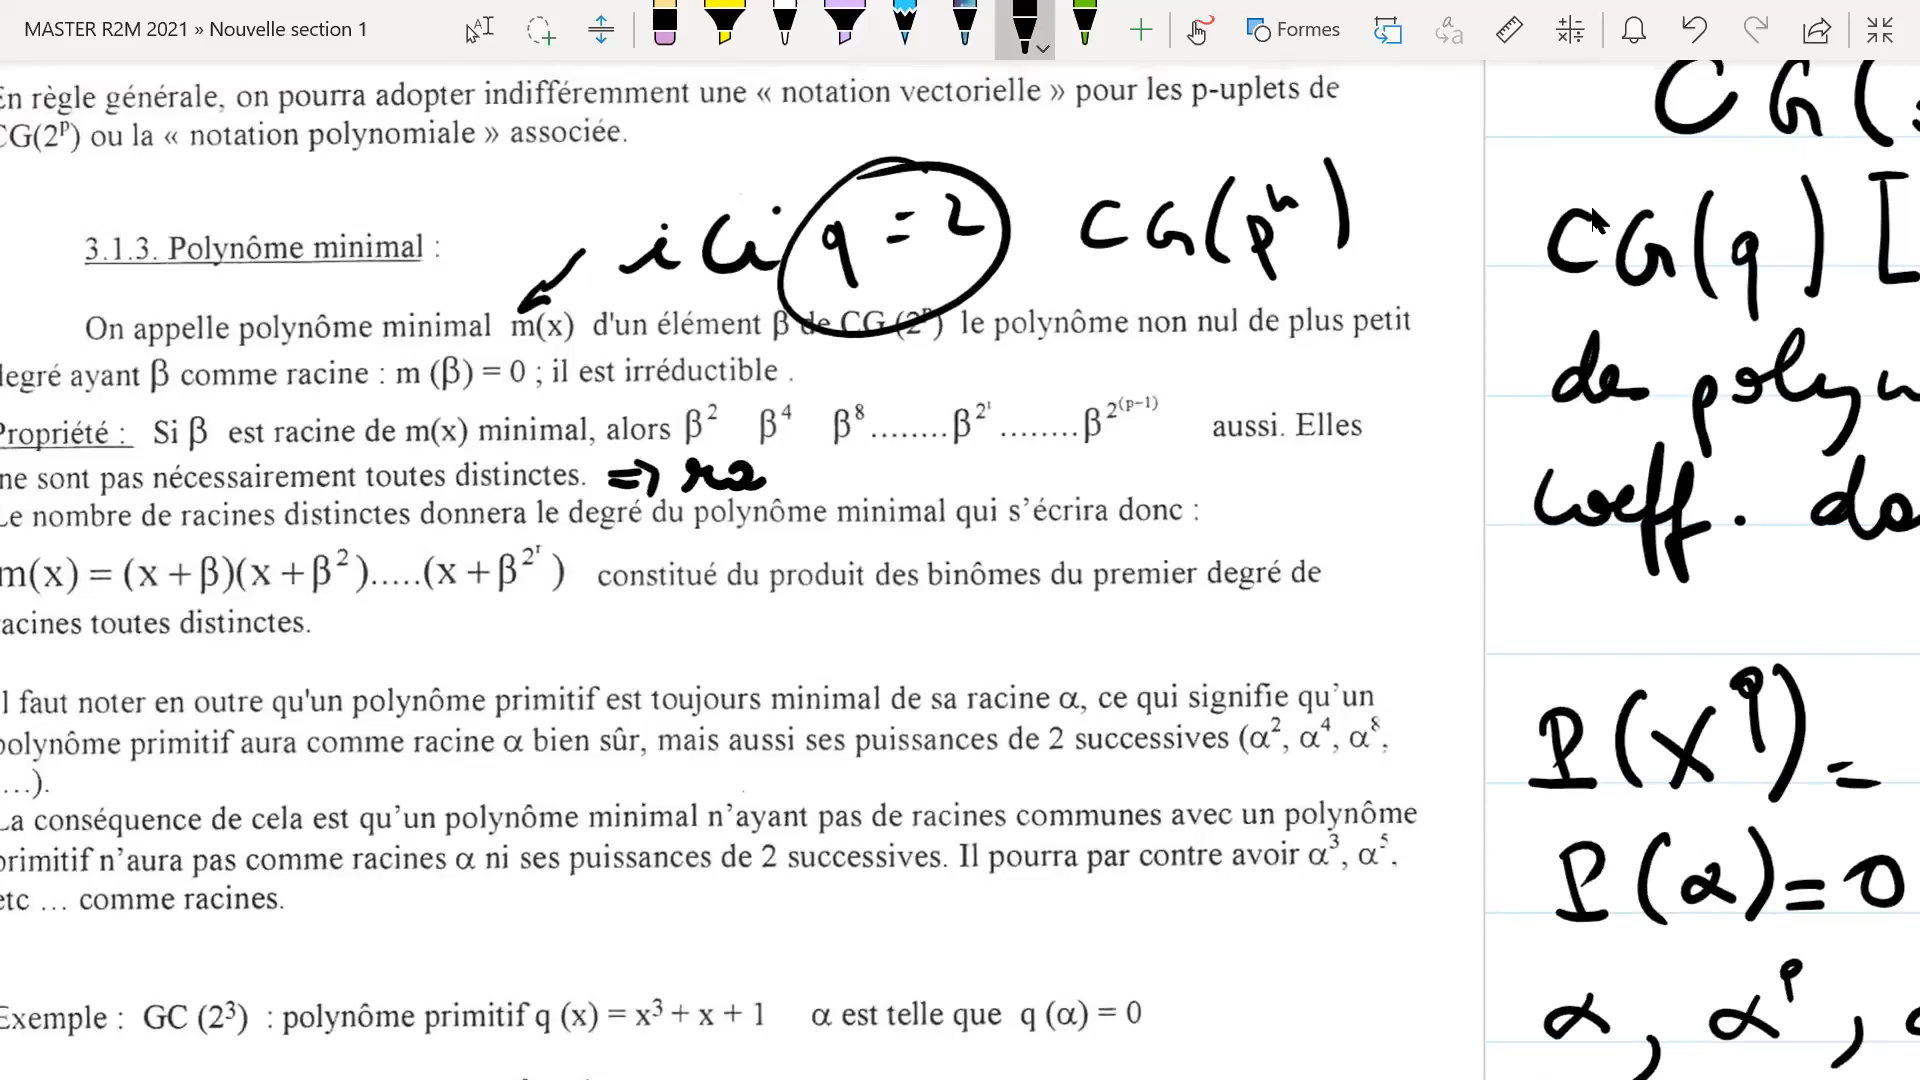 MASTER R2M 2021 » Nouvelle section 1
Formes
En règle générale, on pourra adopter indifféremment une « notation vectorielle » pour les p-uplets de
CG(2ᵖ) ou la « notation polynomiale » associée.
ici q = 2 CG(pⁿ)
3.1.3. Polynôme minimal :
On appelle polynôme minimal m(x) d'un élément β de CG (2ᵖ) le polynôme non nul de plus petit
degré ayant β comme racine : m (β) = 0 ; il est irréductible .
Propriété : Si β est racine de m(x) minimal, alors β² β⁴ β⁸ ........β^2^i ........β^2^(p-1) aussi. Elles
ne sont pas nécessairement toutes distinctes. =>
Le nombre de racines distinctes donnera le degré du polynôme minimal qui s’écrira donc :
m(x) = (x + β)(x + β²).....(x + β^2^r ) constitué du produit des binômes du premier degré de
racines toutes distinctes.
Il faut noter en outre qu'un polynôme primitif est toujours minimal de sa racine α, ce qui signifie qu’un
polynôme primitif aura comme racine α bien sûr, mais aussi ses puissances de 2 successives (α², α⁴, α⁸,
…).
La conséquence de cela est qu’un polynôme minimal n’ayant pas de racines communes avec un polynôme
primitif n’aura pas comme racines α ni ses puissances de 2 successives. Il pourra par contre avoir α³, α⁵,
etc … comme racines.
Exemple : GC (2³) : polynôme primitif q (x) = x³ + x + 1 α est telle que q (α) = 0
CG(
CG(q) [
de polyn
coeff. da
P(X^q) =
P(α) = 0
α, α^p,